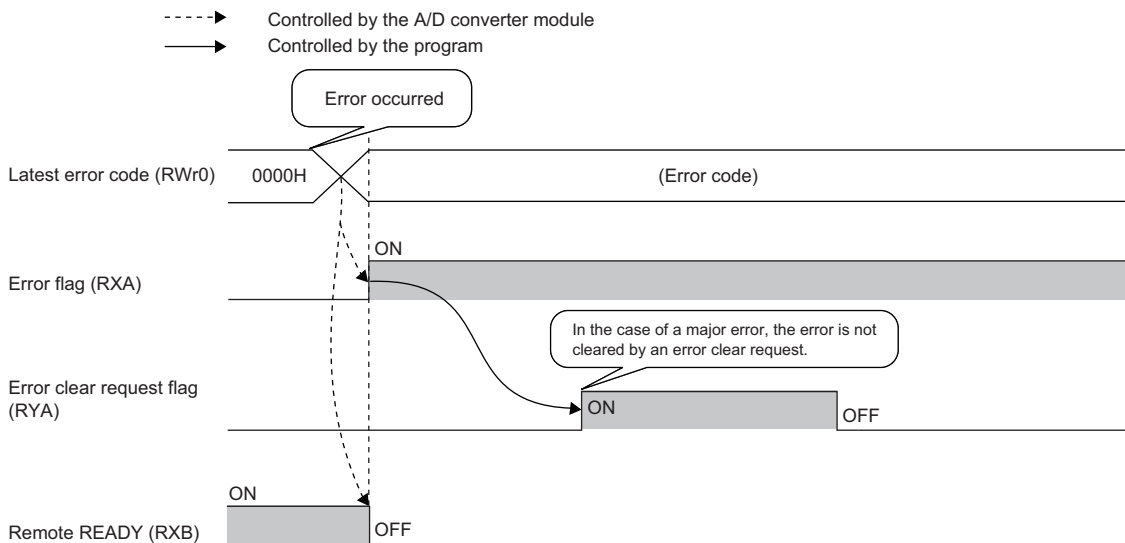 Controlled by the A/D converter module
Controlled by the program
Error occurred
Latest error code (RWr0)
0000H
(Error code)
ON
Error flag (RXA)
In the case of a major error, the error is not
cleared by an error clear request.
Error clear request flag
(RYA)
ON
OFF
ON
Remote READY (RXB)
OFF